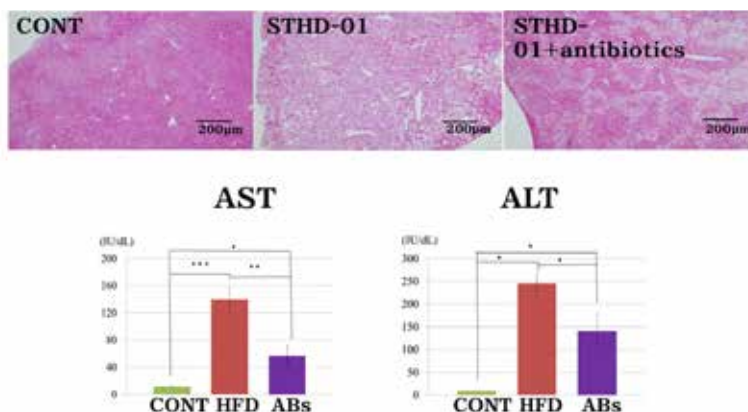 CONT
STHD-01
STHD-
01+antibiotics
200μm
200μm
200μm
AST
ALT
(IU/dL)
(IU/dL)
200
160
120
80
40
0
*
***
**
CONT HFD ABs
300
250
200
150
100
50
0
*
*
*
CONT HFD ABs